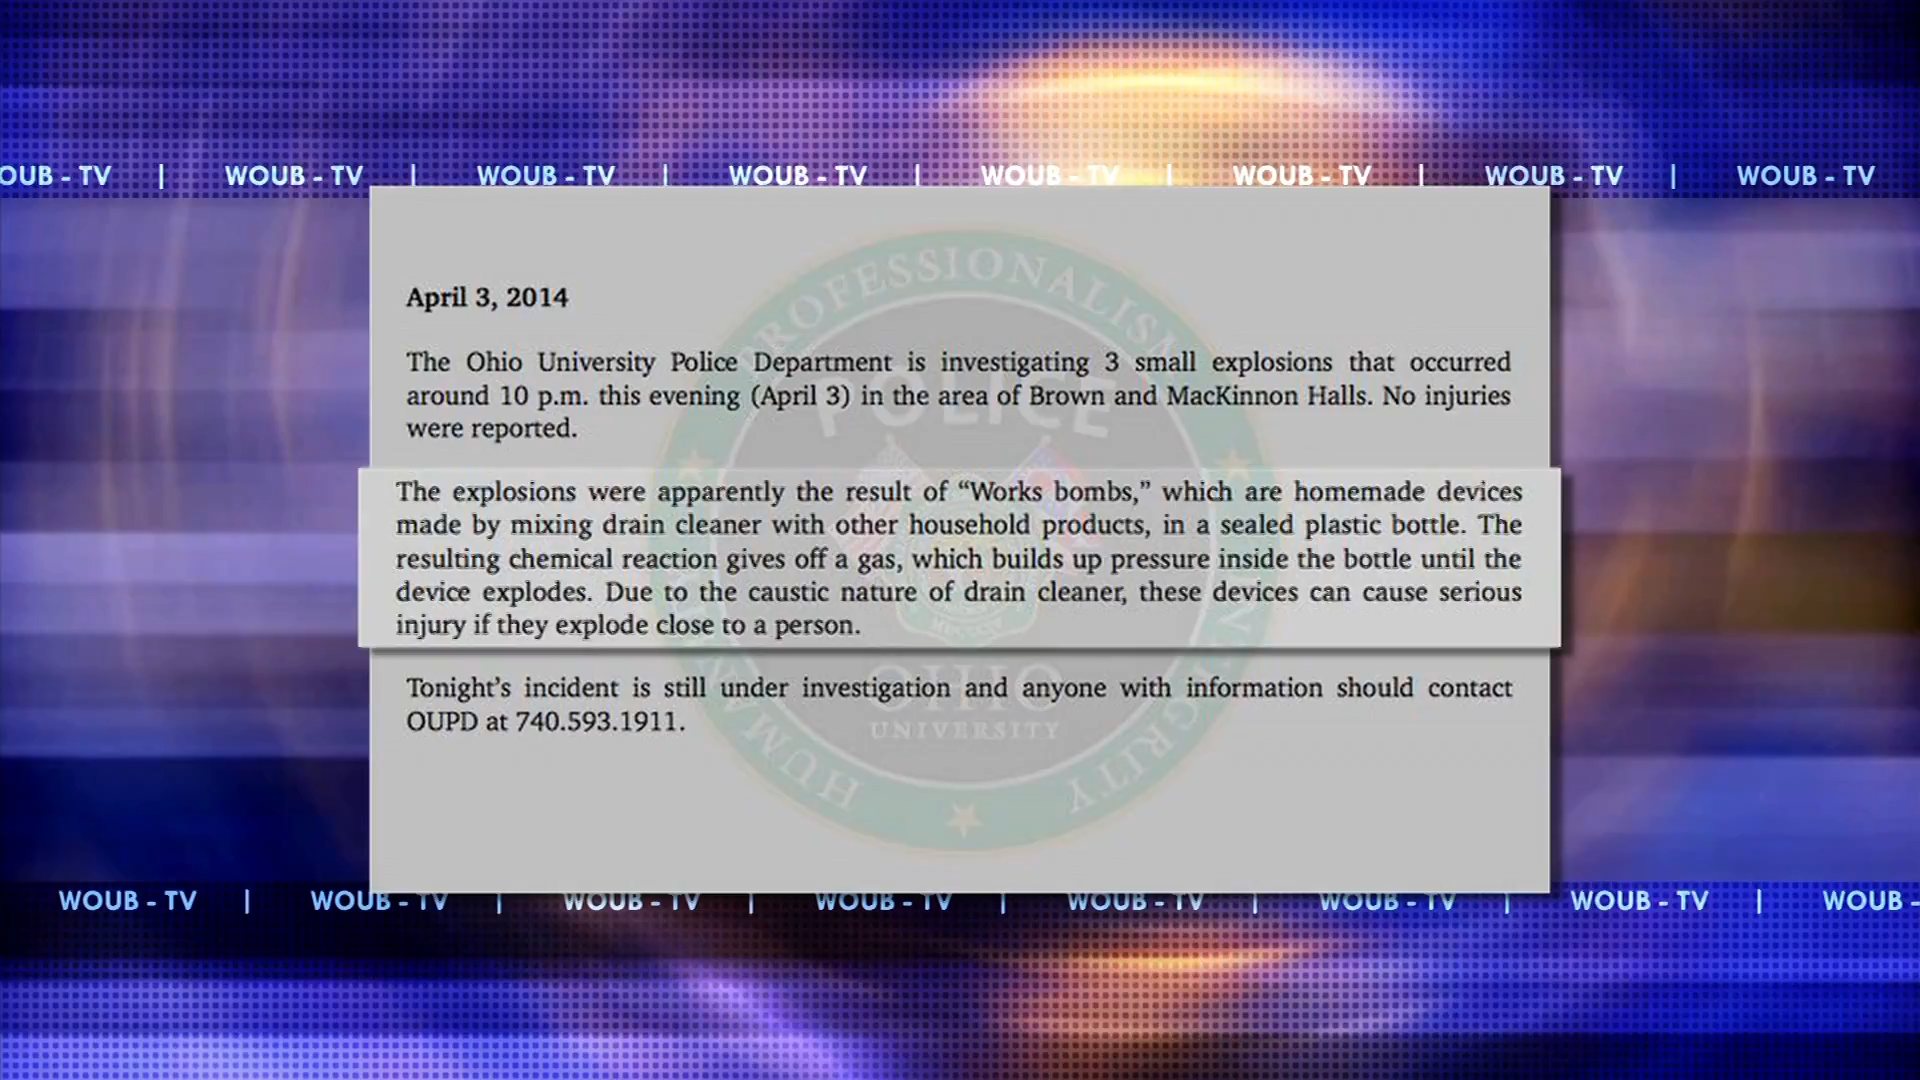 OUB - TV | WOUB - TV | WOUB - TV | WOUB - TV | WOUB - TV | WOUB - TV | WOUB - TV | WOUB - TV
PROFESSIONALISM
POLICE
April 3, 2014
The Ohio University Police Department is investigating 3 small explosions that occurred
around 10 p.m. this evening (April 3) in the area of Brown and MacKinnon Halls. No injuries
were reported.
The explosions were apparently the result of “Works bombs,” which are homemade devices
made by mixing drain cleaner with other household products, in a sealed plastic bottle. The
resulting chemical reaction gives off a gas, which builds up pressure inside the bottle until the
device explodes. Due to the caustic nature of drain cleaner, these devices can cause serious
injury if they explode close to a person.
Tonight’s incident is still under investigation and anyone with information should contact
OUPD at 740.593.1911.
OHIO
UNIVERSITY
WOUB - TV | WOUB - TV | WOUB - TV | WOUB - TV | WOUB - TV | WOUB - TV | WOUB - TV | WOUB -